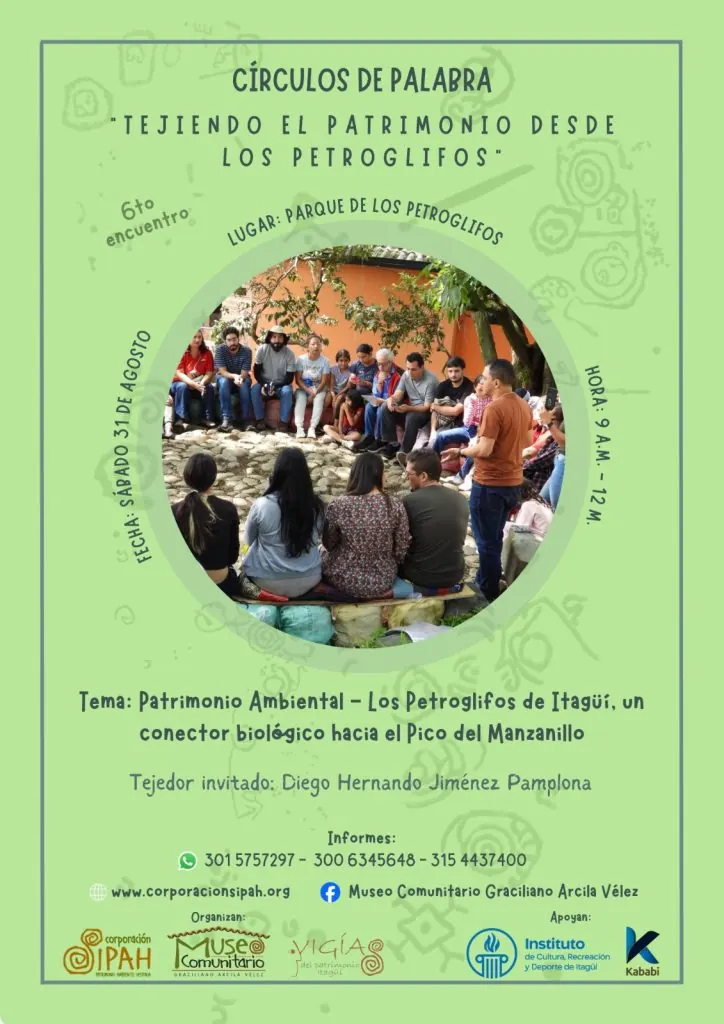 CÍRCULOS DE PALABRA
"TEJIENDO EL PATRIMONIO DESDE
LOS PETROGLIFOS"
6to
encuentro
LUGAR: PARQUE DE LOS PETROGLIFOS
FECHA: SÁBADO 31 DE AGOSTO
HORA: 9 A.M. - 12 M.
Tema: Patrimonio Ambiental - Los Petroglifos de Itagüí, un
conector biológico hacia el Pico del Manzanillo
Tejedor invitado: Diego Hernando Jiménez Pamplona
Informes:
301 5757297 - 300 6345648 - 315 4437400
www.corporacionsipah.org
Museo Comunitario Graciliano Arcila Vélez
Organizan:
Apoyan:
corporación
SIPAH
Museo
Comunitario
GRACILIANO ARCILA VÉLEZ
VIGÍAS
del patrimonio
Itagüí
Instituto
de Cultura, Recreación
y Deporte de Itagüí
K
Kababi